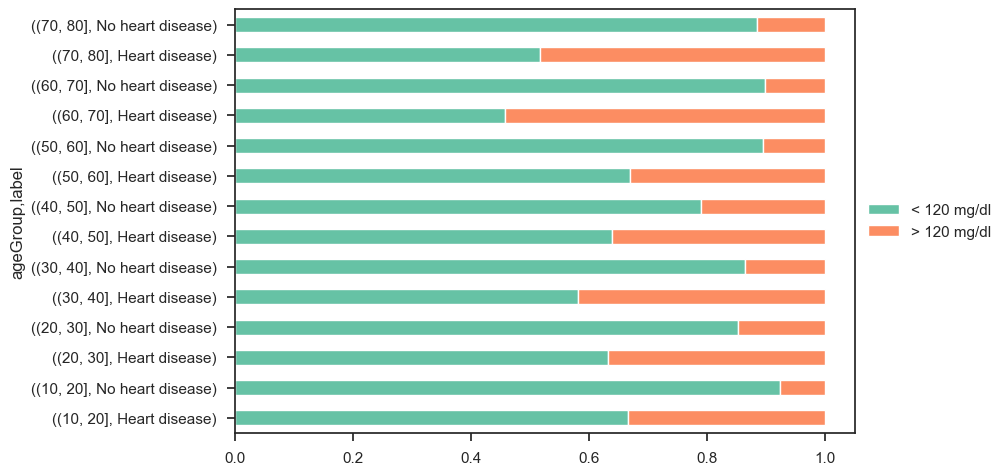 ageGroup,label
((70, 80], No heart disease)
((70, 80], Heart disease)
((60, 70], No heart disease)
((60, 70], Heart disease)
((50, 60], No heart disease)
((50, 60], Heart disease)
((40, 50], No heart disease)
((40, 50], Heart disease)
((30, 40], No heart disease)
((30, 40], Heart disease)
((20, 30], No heart disease)
((20, 30], Heart disease)
((10, 20], No heart disease)
((10, 20], Heart disease)
0.0 0.2 0.4 0.6 0.8 1.0
< 120 mg/dl
> 120 mg/dl